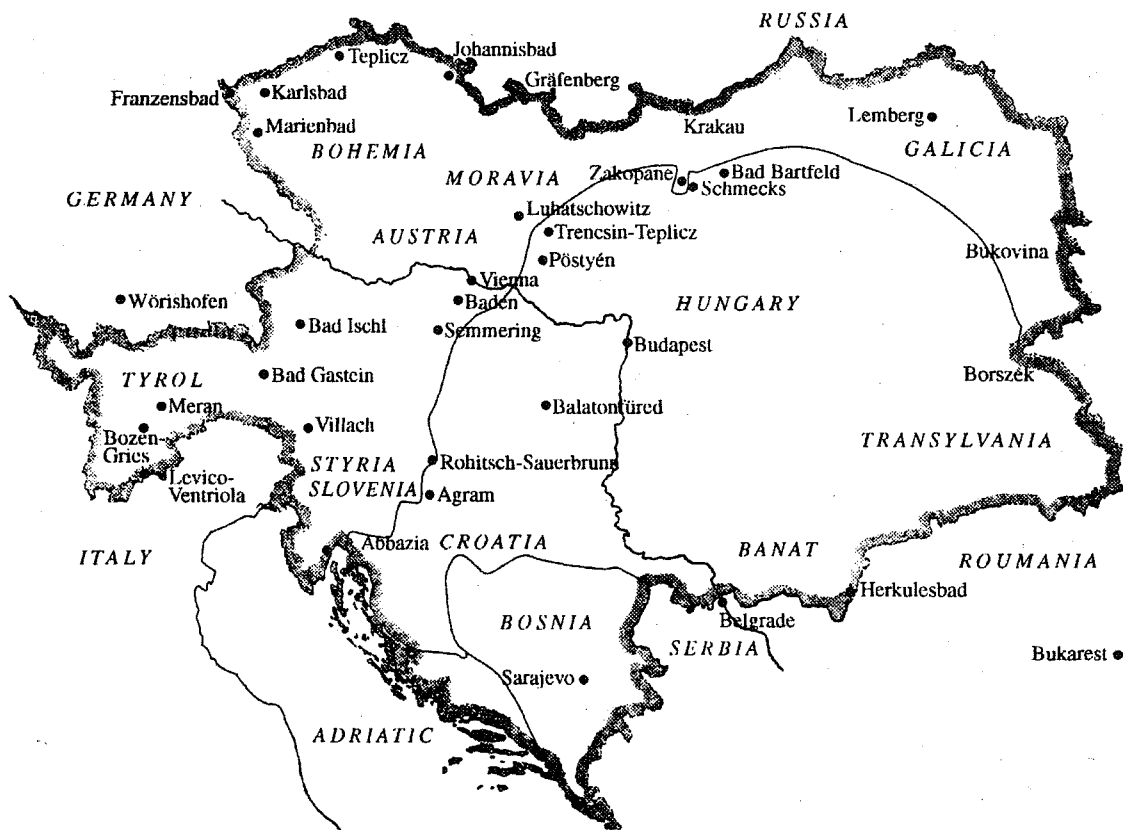 RUSSIA
Johannisbad
Teplicz
Gräfenberg
Franzensbad
Karlsbad
Krakau
Lemberg
Marienbad
BOHEMIA
GALICIA
MORAVIA
Zakopane
Bad Bartfeld
Schmecks
GERMANY
Luhatschowitz
AUSTRIA
Trencsin-Teplicz
Bukovina
Pöstyén
Vienna
Wörishofen
Baden
HUNGARY
Bad Ischl
Semmering
Budapest
TYROL
Bad Gastein
Borszék
Meran
Balatonfüred
Bozen-
Gries
Villach
TRANSYLVANIA
STYRIA
Rohitsch-Sauerbrunn
Levico-
Ventriola
SLOVENIA
Agram
ITALY
Abbazia
CROATIA
BANAT
ROUMANIA
Herkulesbad
BOSNIA
Belgrade
SERBIA
Bukarest
Sarajevo
ADRIATIC